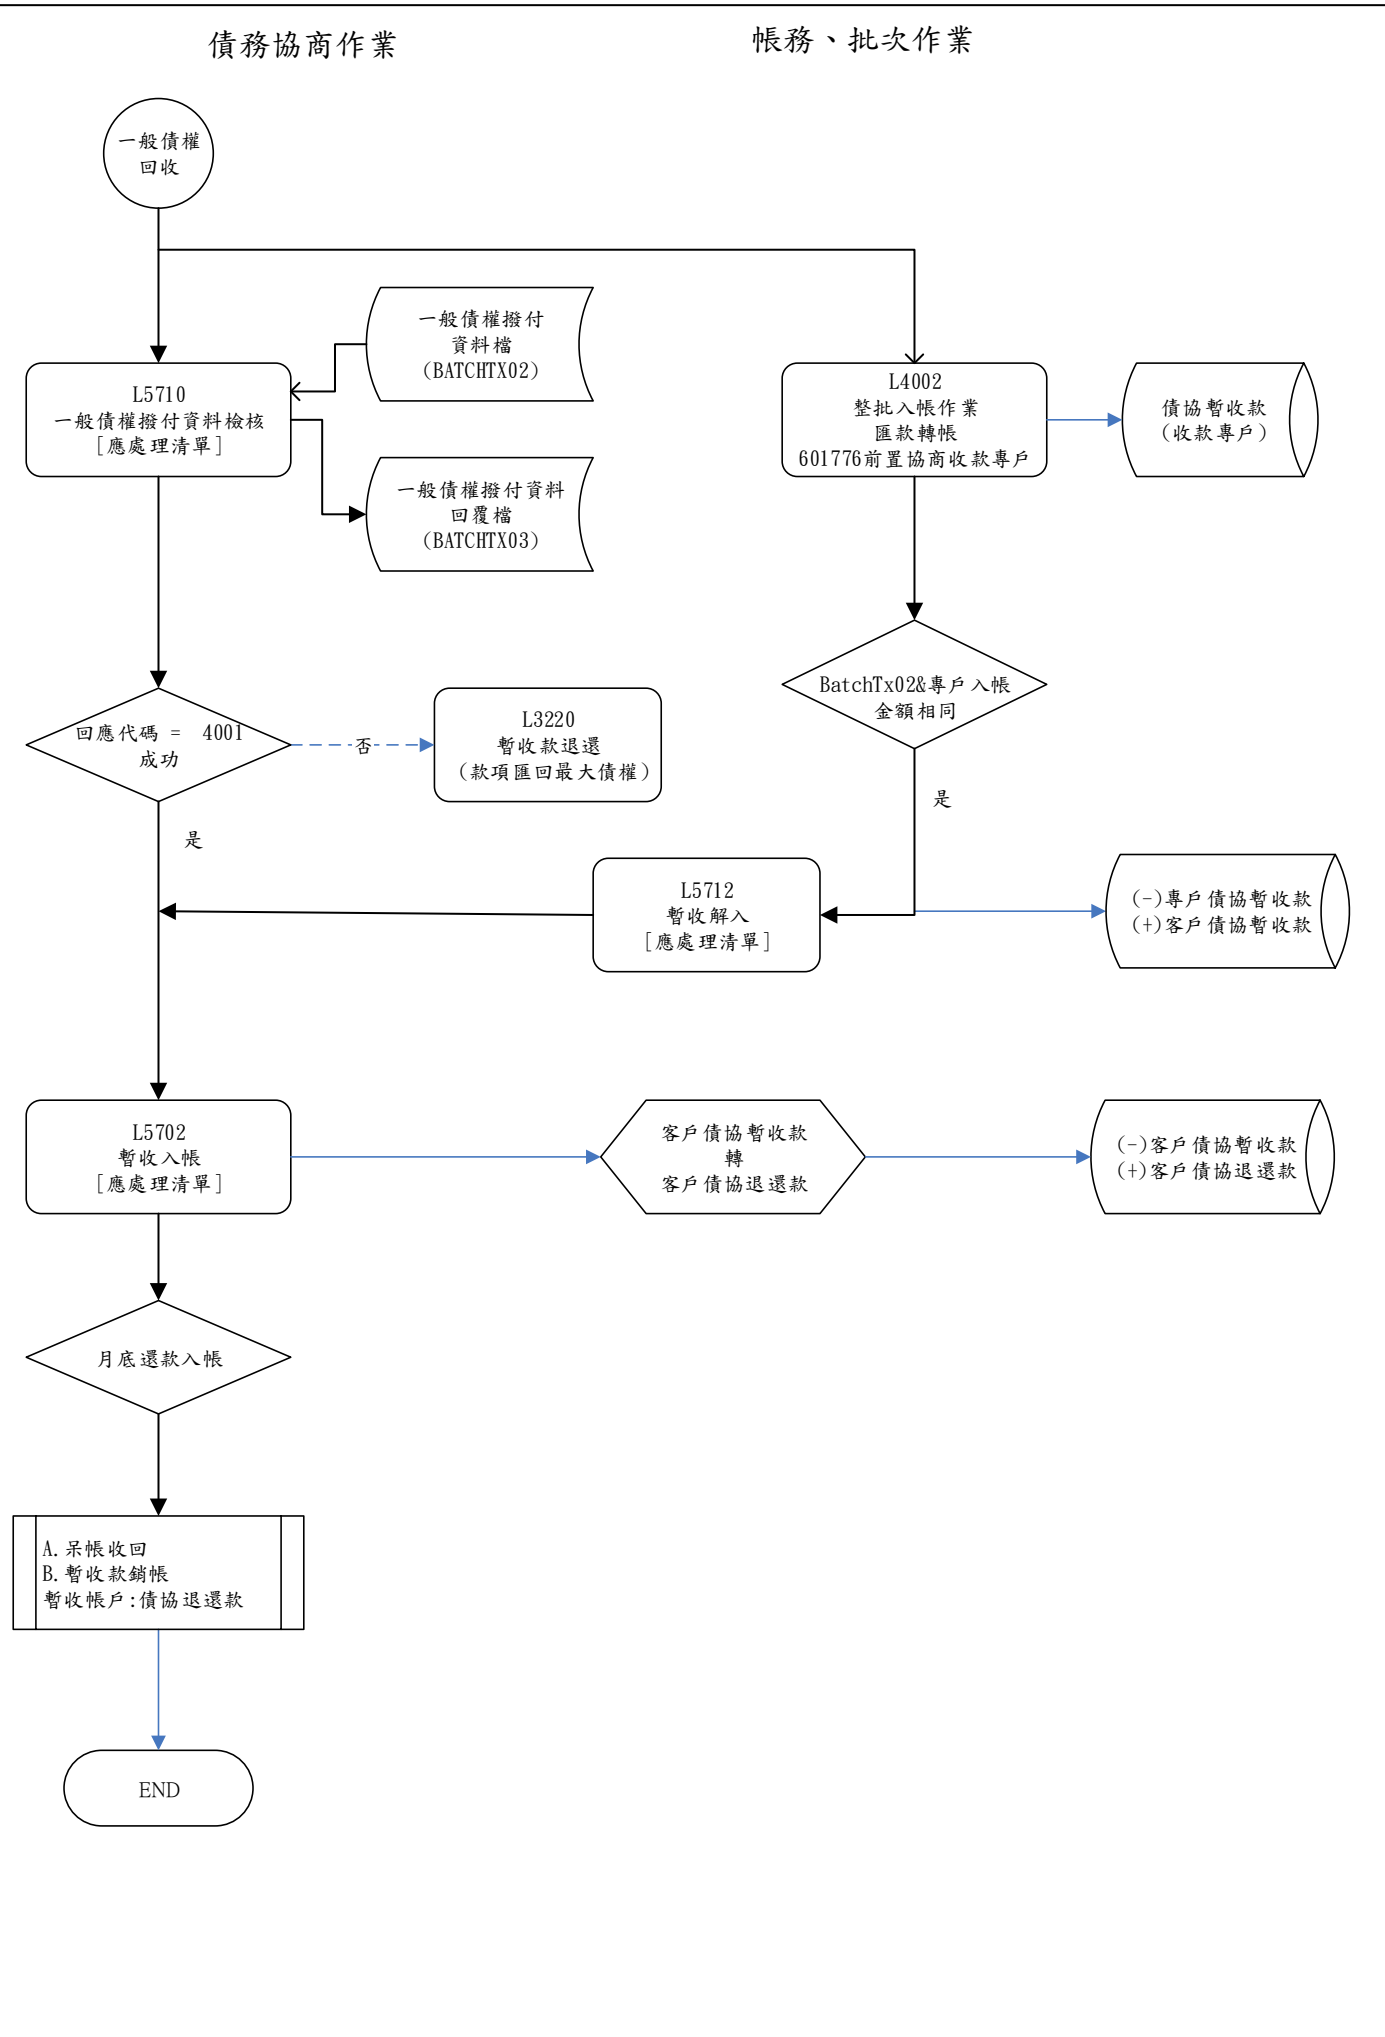 債務協商作業
帳務、批次作業
一般債權
回收
一般債權撥付
資料檔
(BATCHTX02)
L5710
一般債權撥付資料檢核
[應處理清單]
L4002
整批入帳作業
匯款轉帳
601776前置協商收款專戶
債協暫收款
(收款專戶)
一般債權撥付資料
回覆檔
(BATCHTX03)
BatchTx02&專戶入帳
金額相同
回應代碼 = 4001
成功
否
L3220
暫收款退還
(款項匯回最大債權)
是
是
L5712
暫收解入
[應處理清單]
(-)專戶債協暫收款
(+)客戶債協暫收款
L5702
暫收入帳
[應處理清單]
客戶債協暫收款
轉
客戶債協退還款
(-)客戶債協暫收款
(+)客戶債協退還款
月底還款入帳
A.呆帳收回
B.暫收款銷帳
暫收帳戶:債協退還款
END